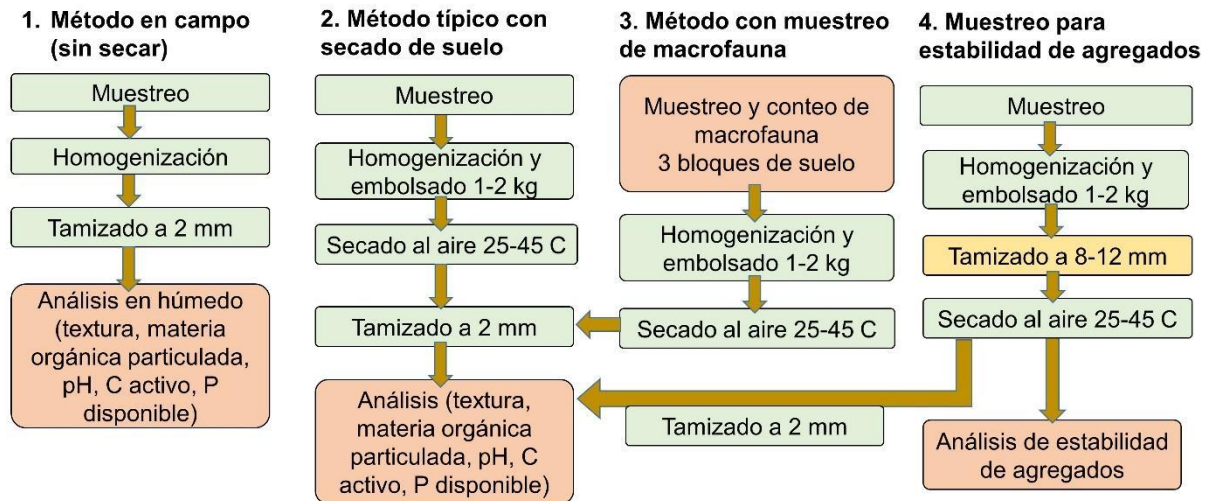 1. Método en campo
(sin secar)
Muestreo
Homogenización
Tamizado a 2 mm
Análisis en húmedo
(textura, materia
orgánica particulada,
pH, C activo, P
disponible)
2. Método típico con
secado de suelo
Muestreo
Homogenización y
embolsado 1-2 kg
Secado al aire 25-45 C
Tamizado a 2 mm
Análisis (textura,
materia orgánica
particulada, pH, C
activo, P disponible)
3. Método con muestreo
de macrofauna
Muestreo y conteo de
macrofauna
3 bloques de suelo
Homogenización y
embolsado 1-2 kg
Secado al aire 25-45 C
Tamizado a 2 mm
4. Muestreo para
estabilidad de agregados
Muestreo
Homogenización y
embolsado 1-2 kg
Tamizado a 8-12 mm
Secado al aire 25-45 C
Análisis de estabilidad
de agregados